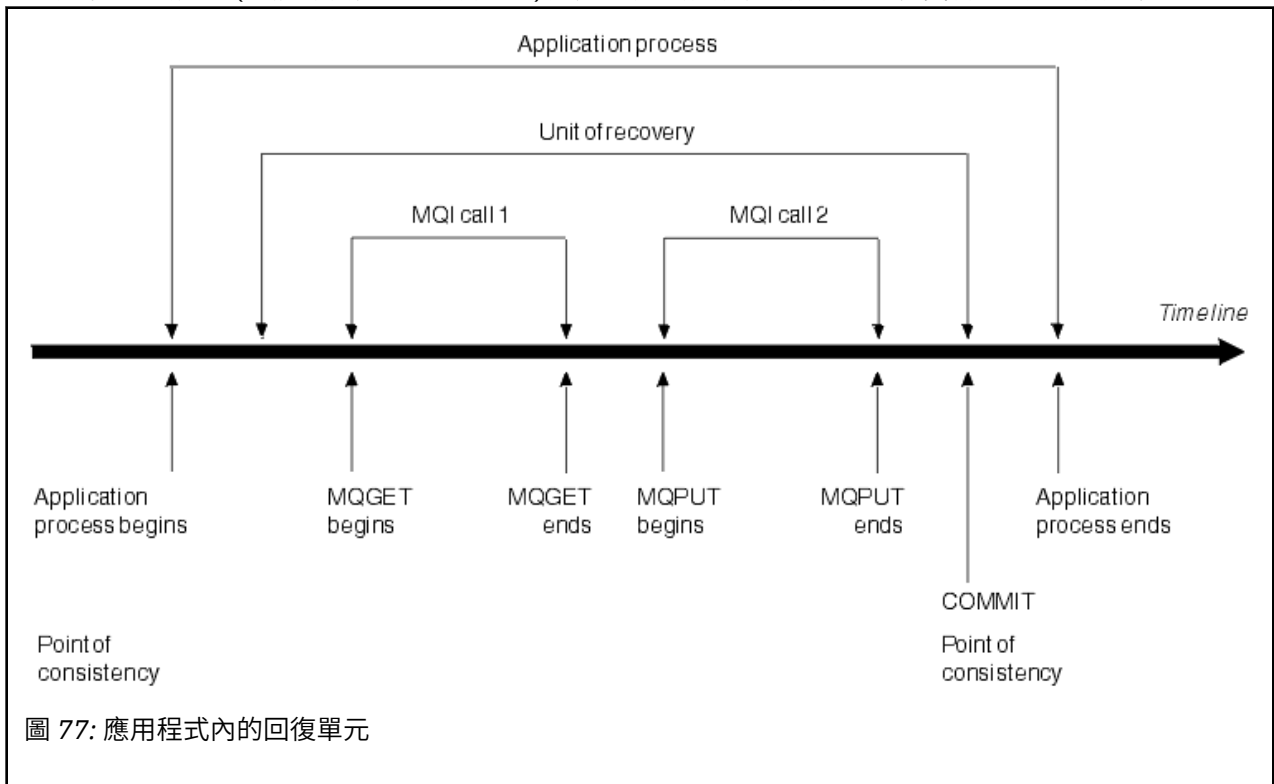 Application process
Unit of recovery
MQI call 1
MQI call 2
Timeline
Application
process begins
MQGET
begins
MQGET
ends
MQPUT
begins
MQPUT
ends
Application
process ends
COMMIT
Point of
consistency
Point of
consistency
圖 77: 應用程式內的回復單元